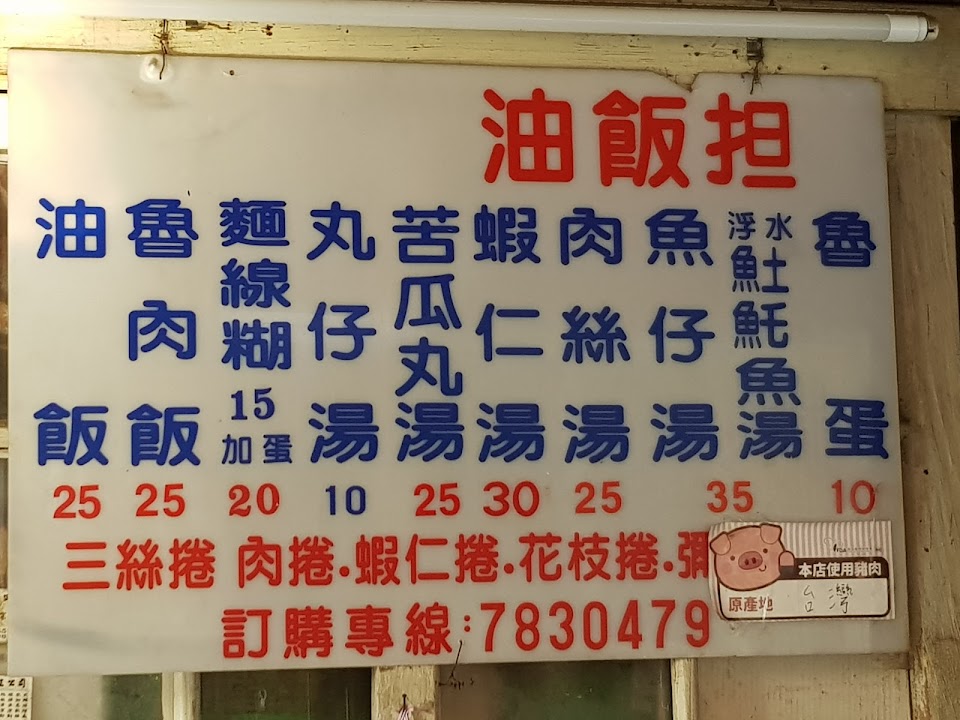 油飯担
油飯 25
魯肉飯 25
麵線糊 15
加蛋 20
丸仔湯 10
苦瓜丸湯 25
蝦仁湯 30
肉絲湯 25
魚仔湯
浮水魚土魠魚湯 35
魯蛋 10
三絲捲 肉捲.蝦仁捲.花枝捲.彌
訂購專線:7830479
本店使用豬肉
原產地 台灣